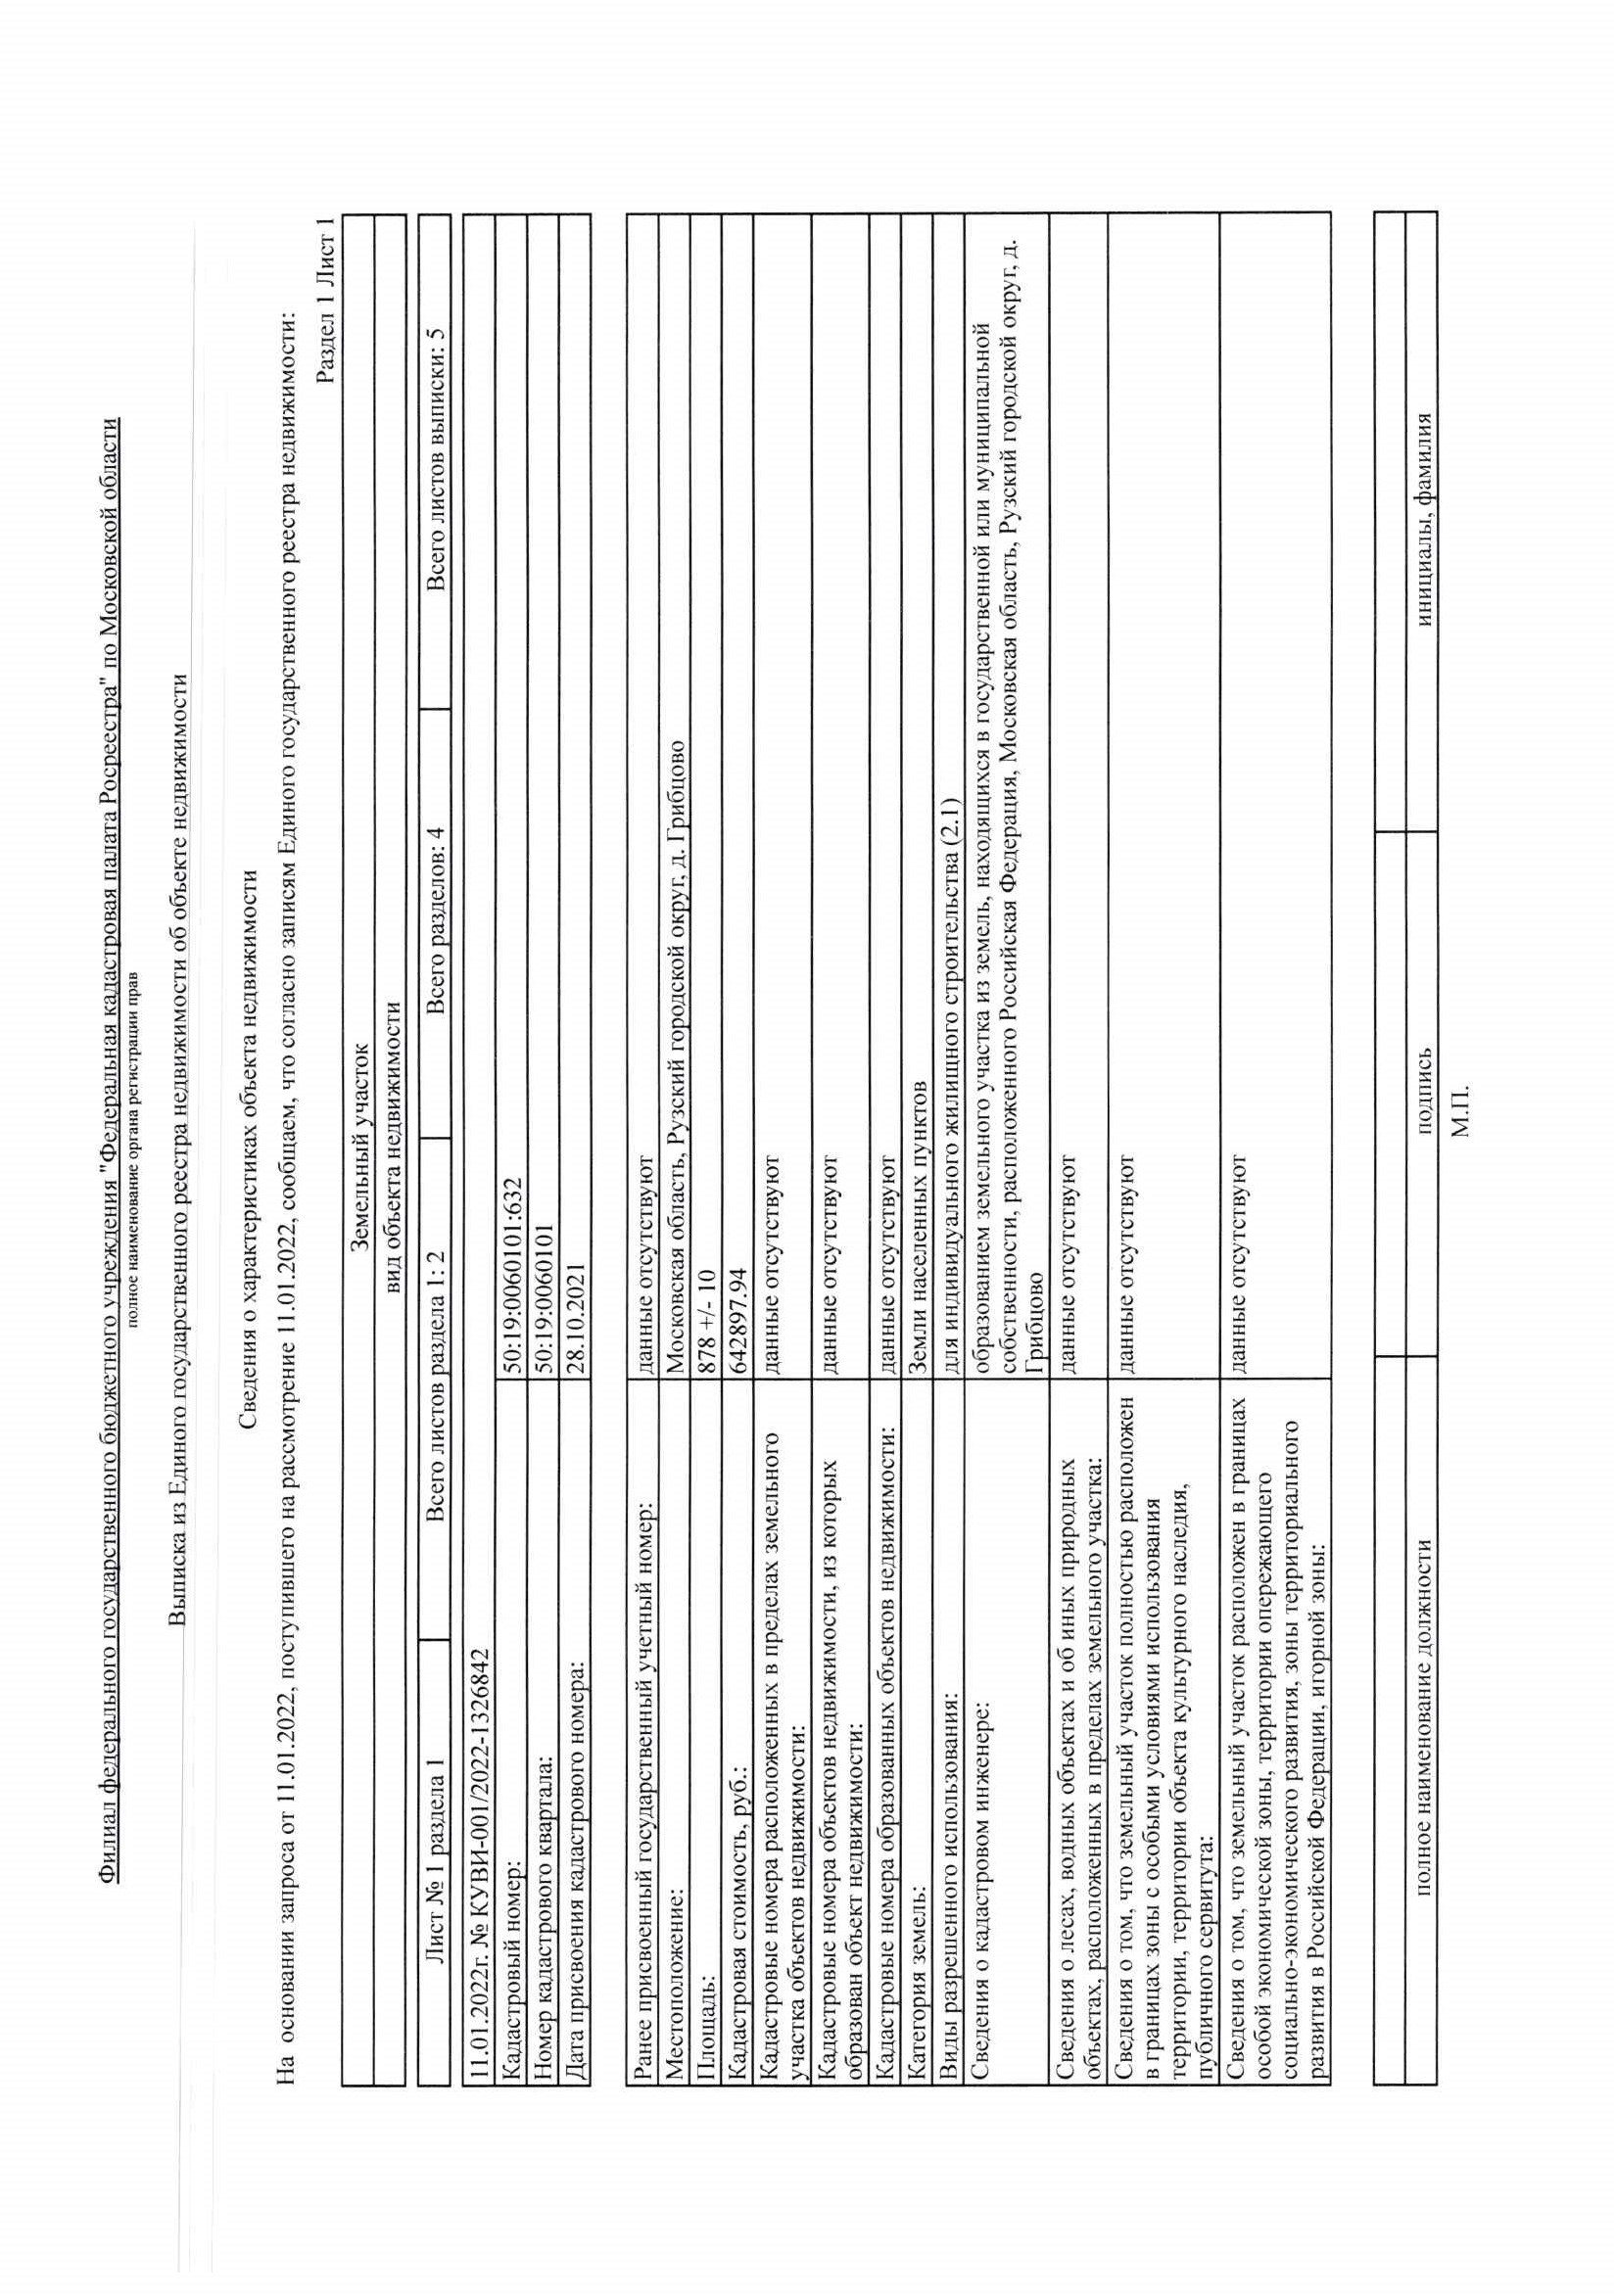 Филиал федерального государственного бюджетного учреждения "Федеральная кадастровая палата Росреестра" по Московской области
полное наименование органа регистрации прав
Выписка из Единого государственного реестра недвижимости об объекте недвижимости
Сведения о характеристиках объекта недвижимости
На основании запроса от 11.01.2022, поступившего на рассмотрение 11.01.2022, сообщаем, что согласно записям Единого государственного реестра недвижимости:
Раздел 1 Лист 1
Земельный участок
вид объекта недвижимости
Лист № 1 раздела 1
Всего листов раздела 1: 2
Всего разделов: 4
Всего листов выписки: 5
11.01.2022г. № КУВИ-001/2022-1326842
Кадастровый номер:
50:19:0060101:632
Номер кадастрового квартала:
50:19:0060101
Дата присвоения кадастрового номера:
28.10.2021
Ранее присвоенный государственный учетный номер:
данные отсутствуют
Местоположение:
Московская область, Рузский городской округ, д. Грибцово
Площадь:
878 +/- 10
Кадастровая стоимость, руб.:
642897.94
Кадастровые номера расположенных в пределах земельного
участка объектов недвижимости:
данные отсутствуют
Кадастровые номера объектов недвижимости, из которых
образован объект недвижимости:
данные отсутствуют
Кадастровые номера образованных объектов недвижимости:
данные отсутствуют
Категория земель:
Земли населенных пунктов
Виды разрешенного использования:
для индивидуального жилищного строительства (2.1)
Сведения о кадастровом инженере:
образованием земельного участка из земель, находящихся в государственной или муниципальной
собственности, расположенного Российская Федерация, Московская область, Рузский городской округ, д.
Грибцово
Сведения о лесах, водных объектах и об иных природных
объектах, расположенных в пределах земельного участка:
данные отсутствуют
Сведения о том, что земельный участок полностью расположен
в границах зоны с особыми условиями использования
территории, территории объекта культурного наследия,
публичного сервитута:
данные отсутствуют
Сведения о том, что земельный участок расположен в границах
особой экономической зоны, территории опережающего
социально-экономического развития, зоны территориального
развития в Российской Федерации, игорной зоны:
данные отсутствуют
полное наименование должности
подпись
инициалы, фамилия
М.П.